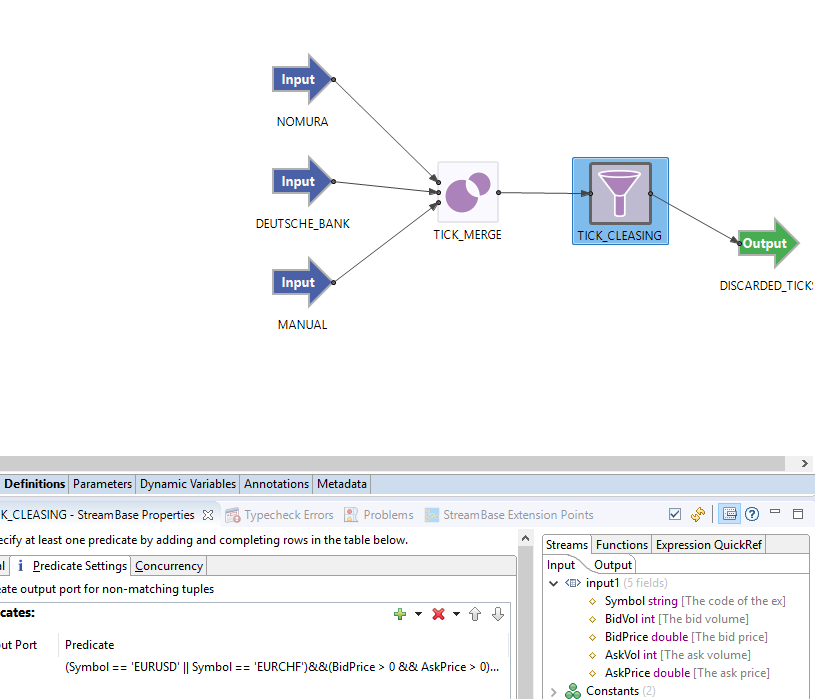 Input
NOMURA
Input
DEUTSCHE_BANK
TICK_MERGE
TICK_CLEASING
Output
DISCARDED_TICKS
Input
MANUAL
Definitions Parameters Dynamic Variables Annotations Metadata
K_CLEASING - StreamBase Properties Typecheck Errors Problems StreamBase Extension Points
ecify at least one predicate by adding and completing rows in the table below.
al Predicate Settings Concurrency
eate output port for non-matching tuples
icates:
out Port Predicate
(Symbol == 'EURUSD' || Symbol == 'EURCHF')&&(BidPrice > 0 && AskPrice > 0)...
Streams Functions Expression QuickRef
Input Output
input1 (5 fields)
Symbol string [The code of the ex]
BidVol int [The bid volume]
BidPrice double [The bid price]
AskVol int [The ask volume]
AskPrice double [The ask price]
Constants (2)